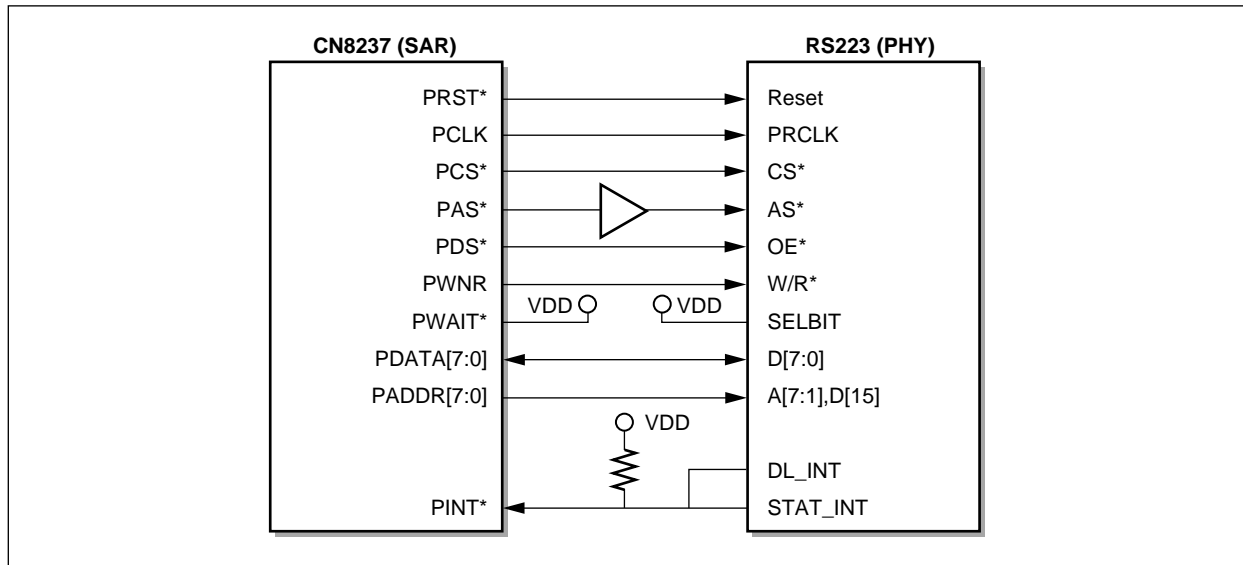 CN8237 (SAR)
RS223 (PHY)
PRST*
Reset
PCLK
PRCLK
PCS*
CS*
PAS*
AS*
PDS*
OE*
PWNR
W/R*
VDD
VDD
PWAIT*
SELBIT
PDATA[7:0]
D[7:0]
PADDR[7:0]
A[7:1],D[15]
VDD
DL_INT
PINT*
STAT_INT